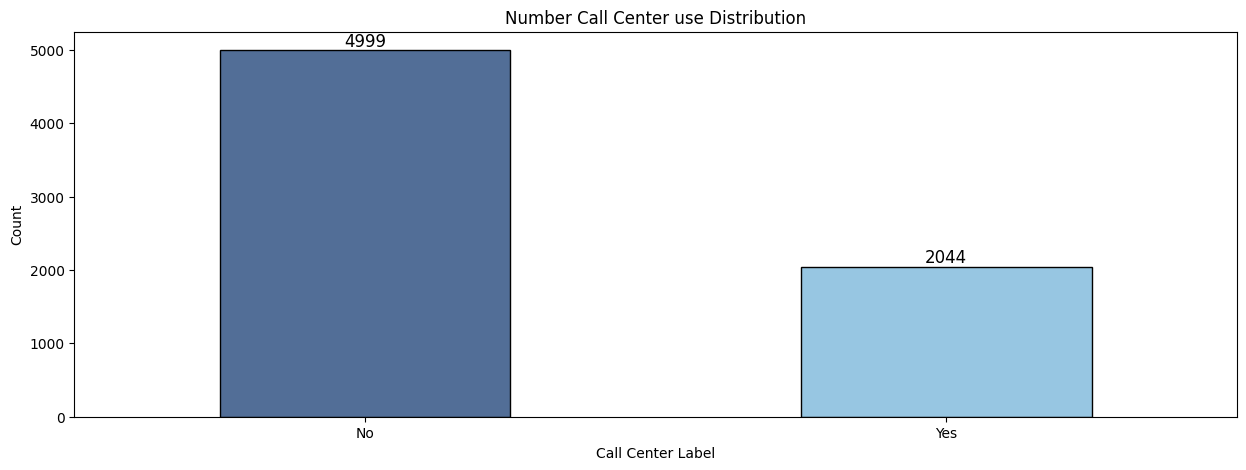 Number Call Center use Distribution
4999
2044
5000
4000
3000
2000
1000
0
Count
No
Yes
Call Center Label